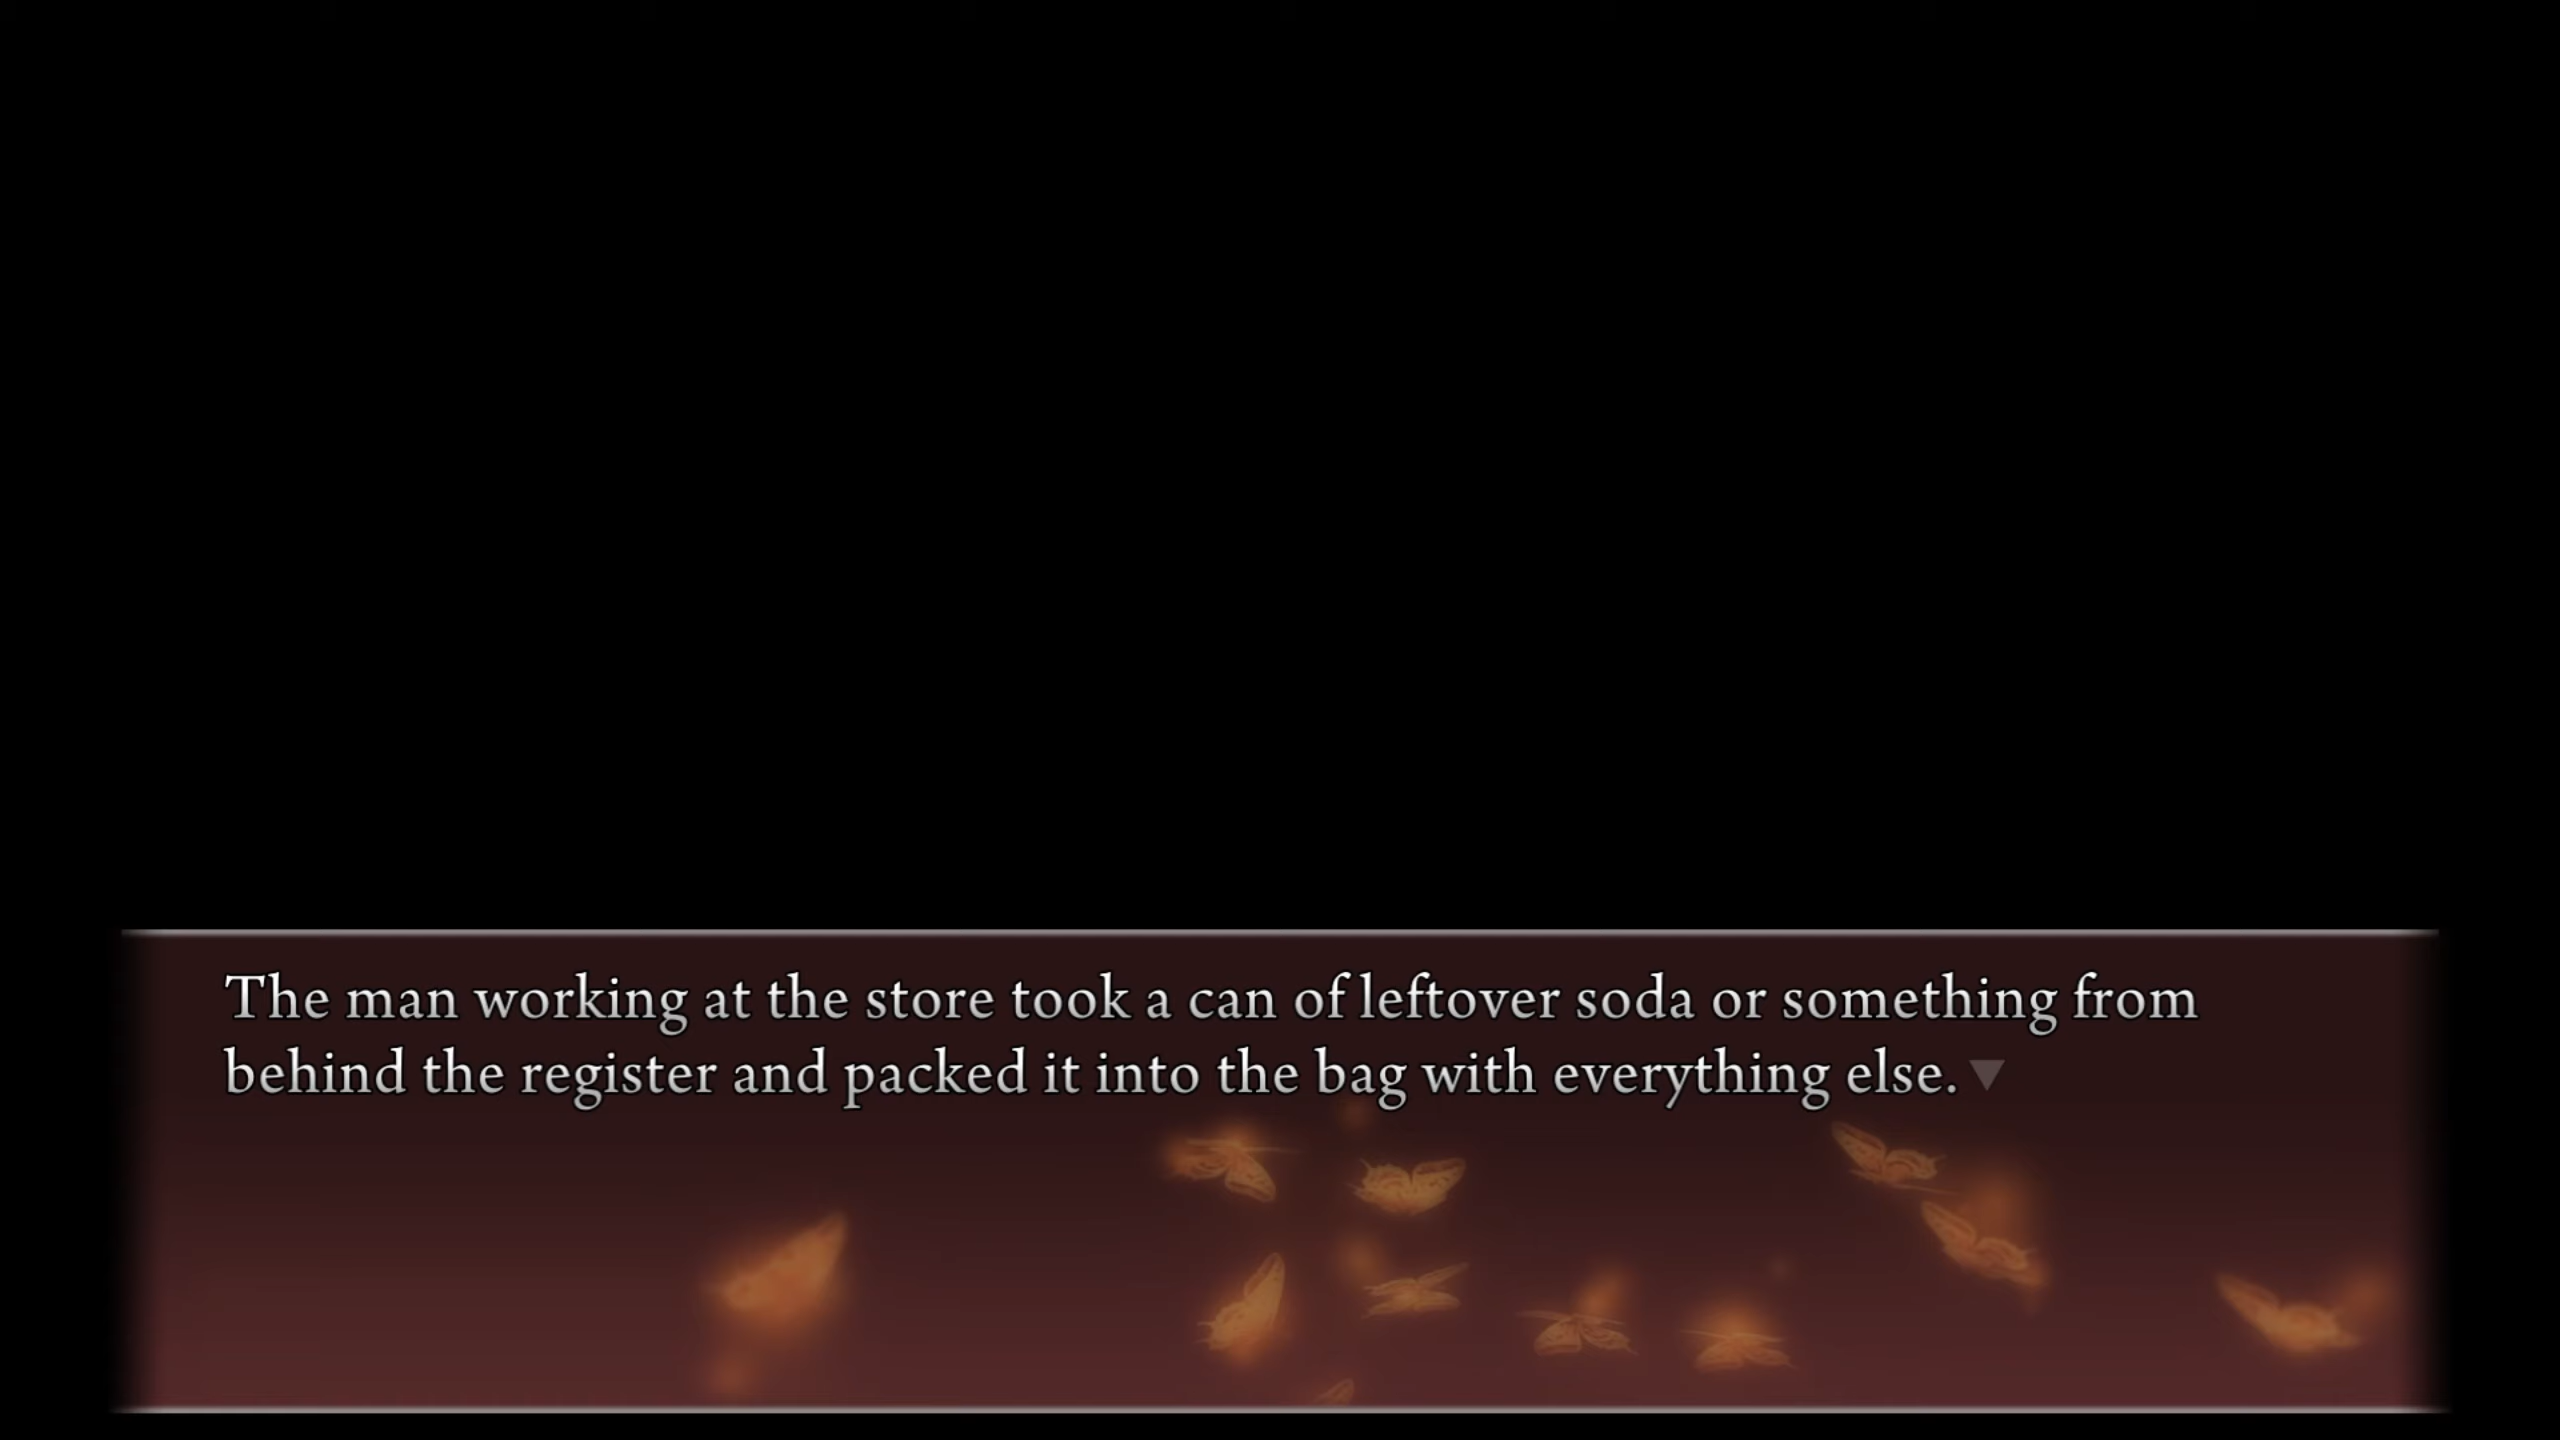 The man working at the store took a can of leftover soda or something from
behind the register and packed it into the bag with everything else.